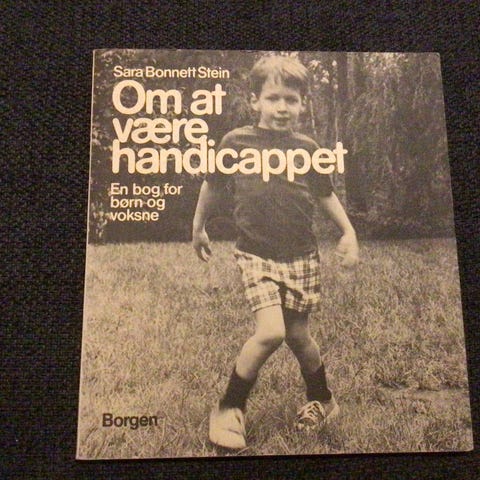 Sara Bonnett Stein
Om at
være
handicappet
En bog for
børn og
voksne
Borgen